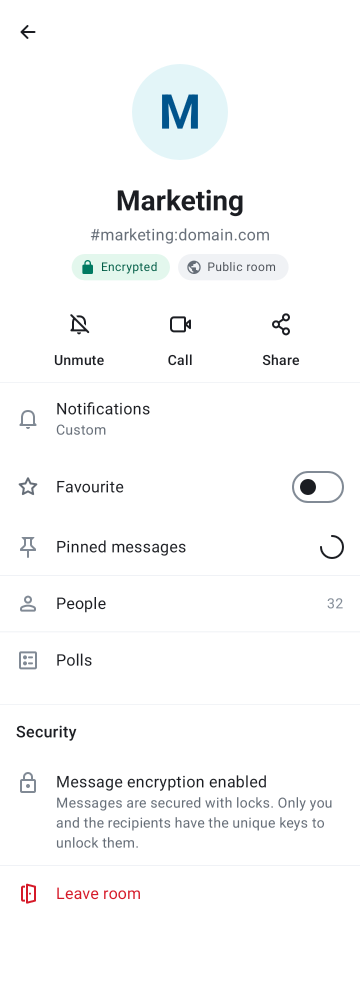 M
Marketing
#marketing:domain.com
Encrypted
Public room
Unmute
Call
Share
Notifications
Custom
Favourite
Pinned messages
People
32
Polls
Security
Message encryption enabled
Messages are secured with locks. Only you
and the recipients have the unique keys to
unlock them.
Leave room